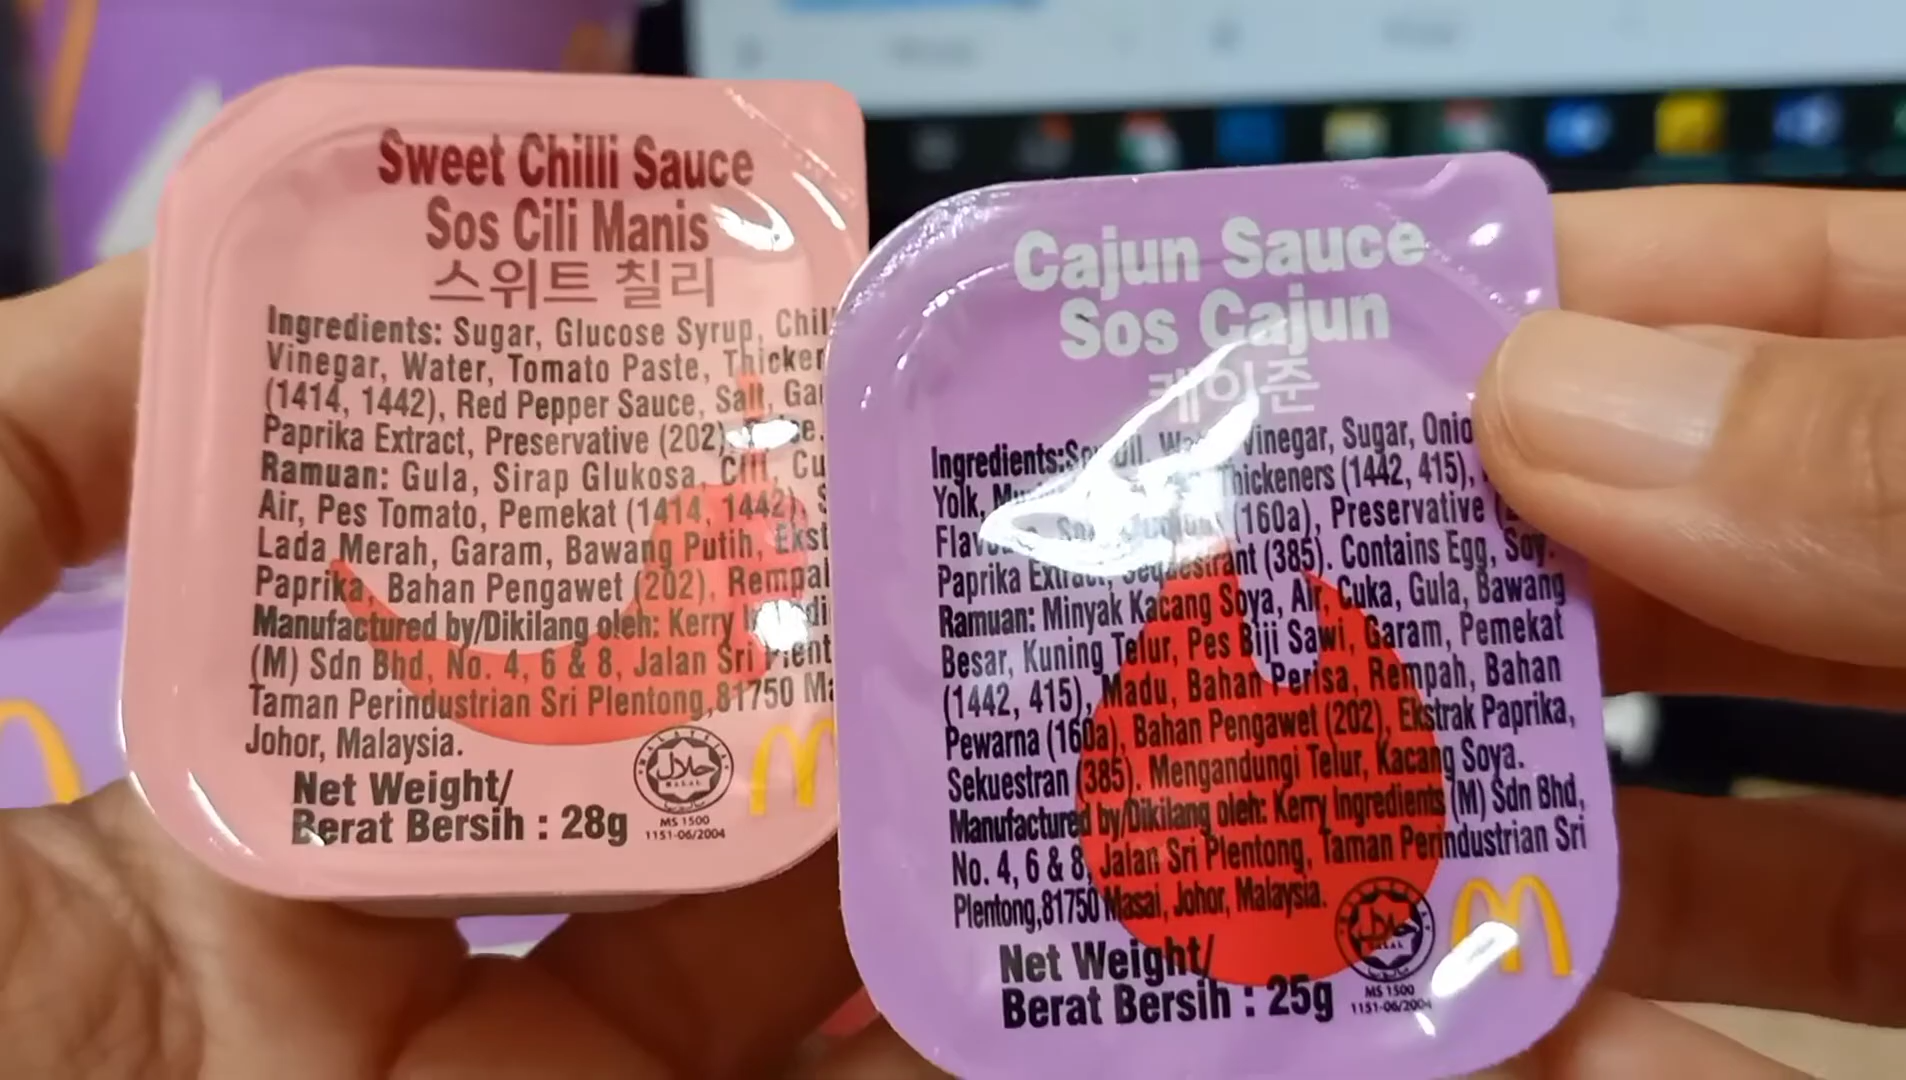 Sweet Chilli Sauce
Sos Cili Manis
스위트 칠리
Ingredients: Sugar, Glucose Syrup,
Vinegar, Water, Tomato Paste,
(1414, 1442), Red Pepper Sauce, Salt,
Paprika Extract, Preservative (202),
Ramuan: Gula, Sirap Glukosa, Cili,
Air, Pes Tomato, Pemekat (1414, 1442),
Lada Merah, Garam, Bawang Putih,
Paprika, Bahan Pengawet (202),
Manufactured by/Dikilang oleh: Kerry
(M) Sdn Bhd, No. 4, 6 & 8, Jalan Sri
Taman Perindustrian Sri Plentong,81750
Johor, Malaysia.
Net Weight/
Berat Bersih : 28g
HALAL
MS 1500
1151-06/2004
Cajun Sauce
Sos Cajun
케이준
Ingredients: Vinegar, Sugar,
Yolk, Thickeners (1442, 415),
(160a), Preservative
Paprika Extract, Sequestrant (385). Contains Egg, Soy.
Ramuan: Minyak Kacang Soya, Air, Cuka, Gula, Bawang
Besar, Kuning Telur, Pes Biji Sawi, Garam, Pemekat
(1442, 415), Madu, Bahan Perisa, Rempah, Bahan
Pewarna (160a), Bahan Pengawet (202), Ekstrak Paprika,
Sekuestran (385). Mengandungi Telur, Kacang Soya.
Manufactured by/Dikilang oleh: Kerry Ingredients (M) Sdn Bhd,
No. 4, 6 & 8, Jalan Sri Plentong, Taman Perindustrian Sri
Plentong,81750 Masai, Johor, Malaysia.
Net Weight/
Berat Bersih : 25g
HALAL
MS 1500
1151-06/2004